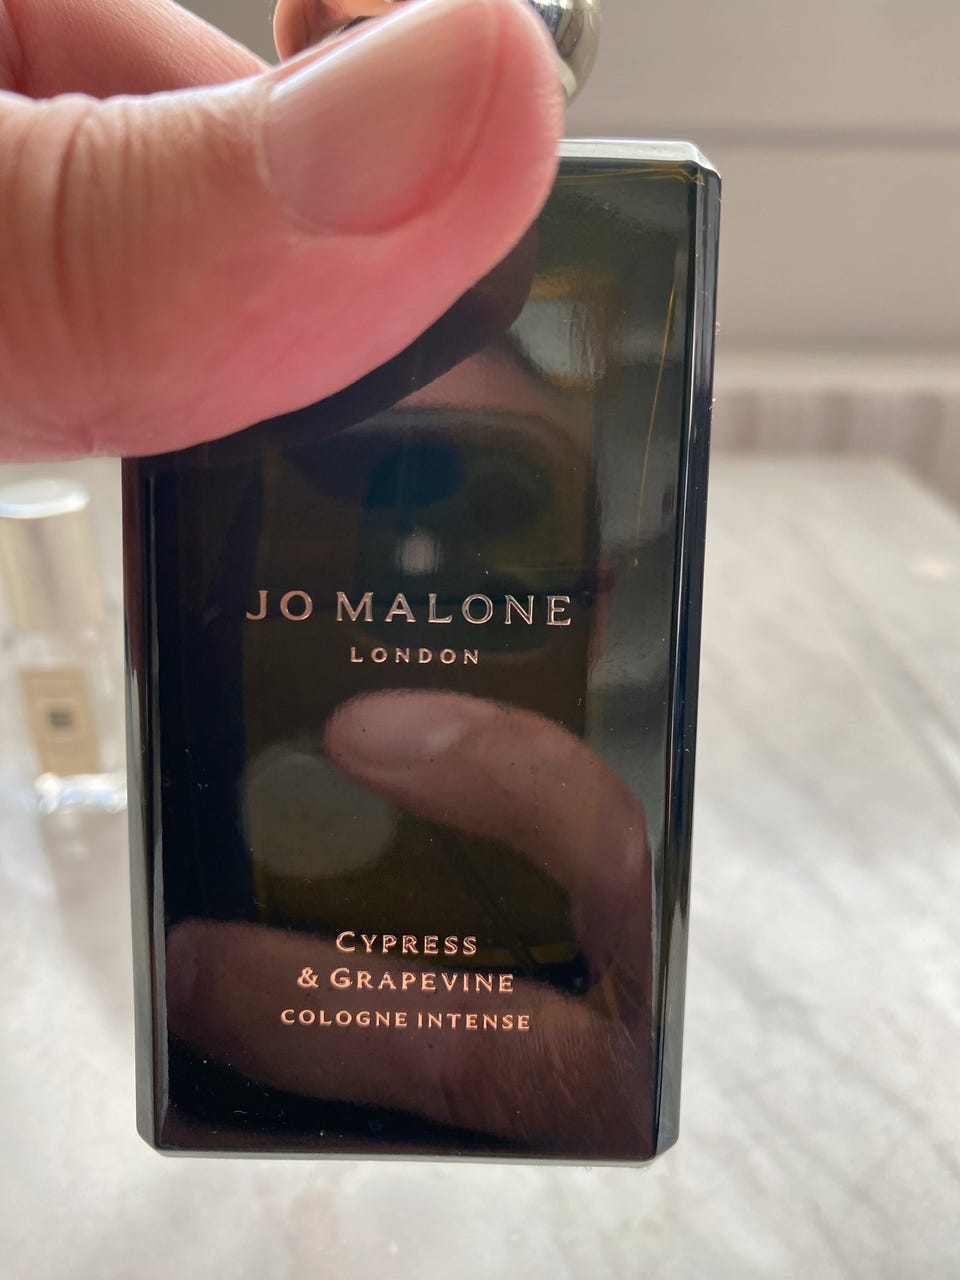 JO MALONE
LONDON
CYPRESS
& GRAPEVINE
COLOGNE INTENSE